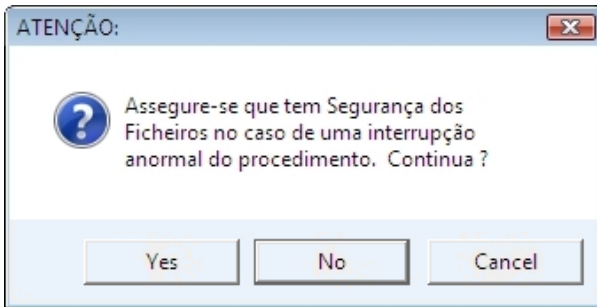 ATENÇÃO:
Assegure-se que tem Segurança dos
Ficheiros no caso de uma interrupção
anormal do procedimento.  Continua ?
Yes
No
Cancel